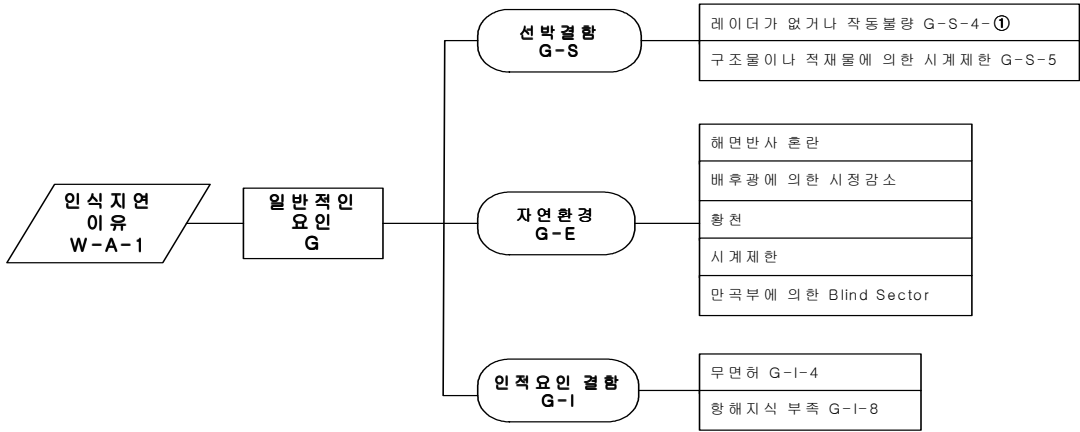 인식지연
이유
W-A-1
일반적인
요인
G
선박결함
G-S
레이더가 없거나 작동불량 G-S-4-①
구조물이나 적재물에 의한 시계제한 G-S-5
자연환경
G-E
해면반사 혼란
배후광에 의한 시정감소
황천
시계제한
만곡부에 의한 Blind Sector
인적요인 결함
G-I
무면허 G-I-4
항해지식 부족 G-I-8